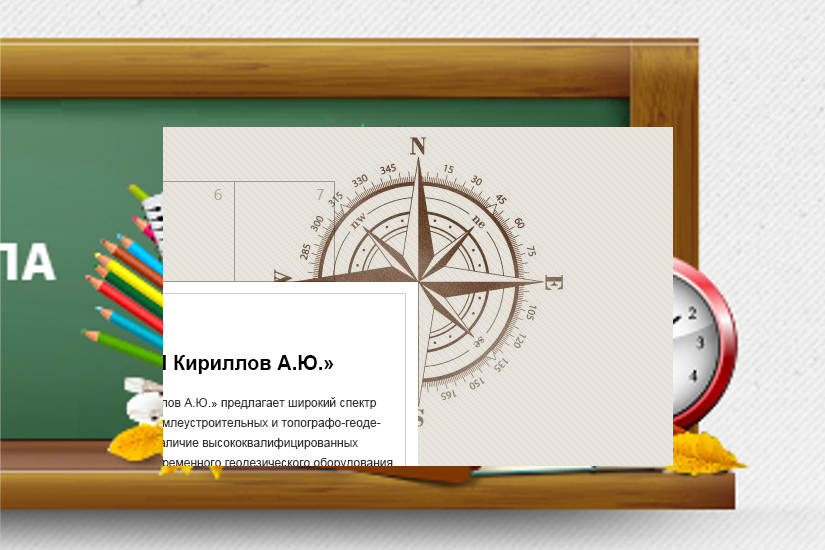 N
345
15
330
30
6
7
315
45
nw
ne
300
60
285
75
E
105
2
120
se
3
135
150
165
4
S
Кириллов А.Ю.»
лов А.Ю.» предлагает широкий спектр
млеустроительных и топографо-геоде-
аличие высококвалифицированных
ременного геодезического оборудования
ПА